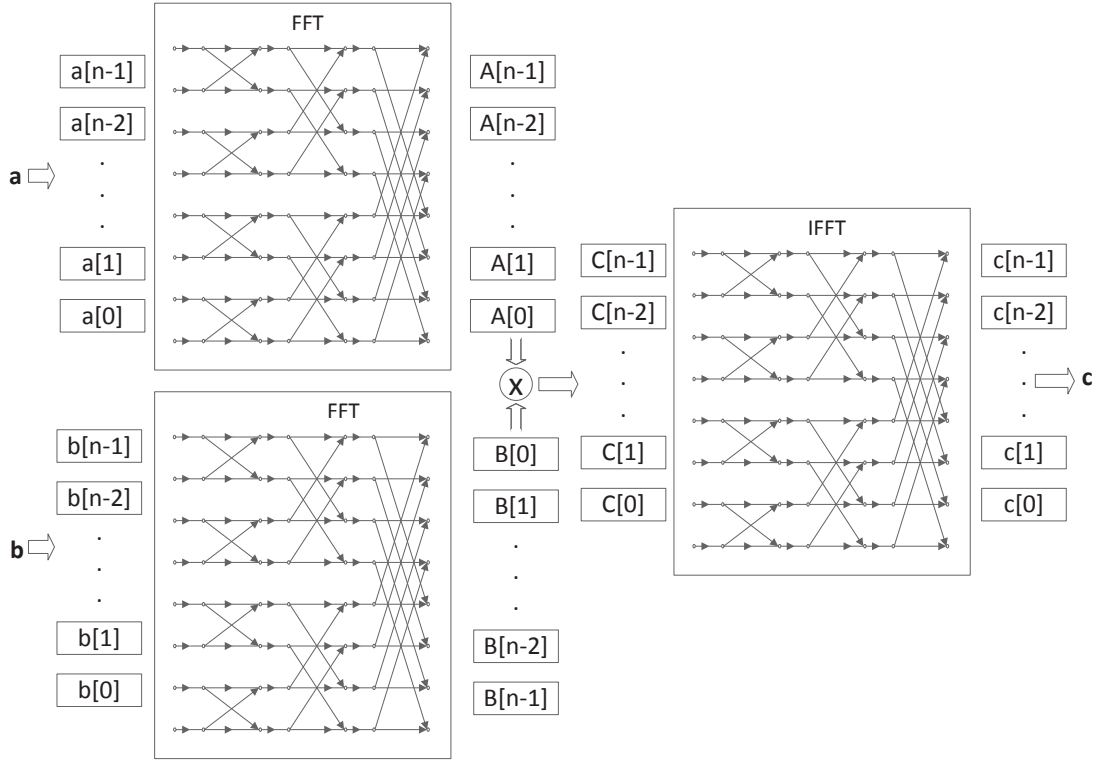 FFT
a[n-1]
a[n-2]
.
.
.
a[1]
a[0]
a
A[n-1]
A[n-2]
.
.
.
A[1]
A[0]
X
FFT
b[n-1]
b[n-2]
.
.
.
b[1]
b[0]
b
B[0]
B[1]
.
.
.
B[n-2]
B[n-1]
C[n-1]
C[n-2]
.
.
.
C[1]
C[0]
IFFT
c[n-1]
c[n-2]
.
.
.
c[1]
c[0]
c